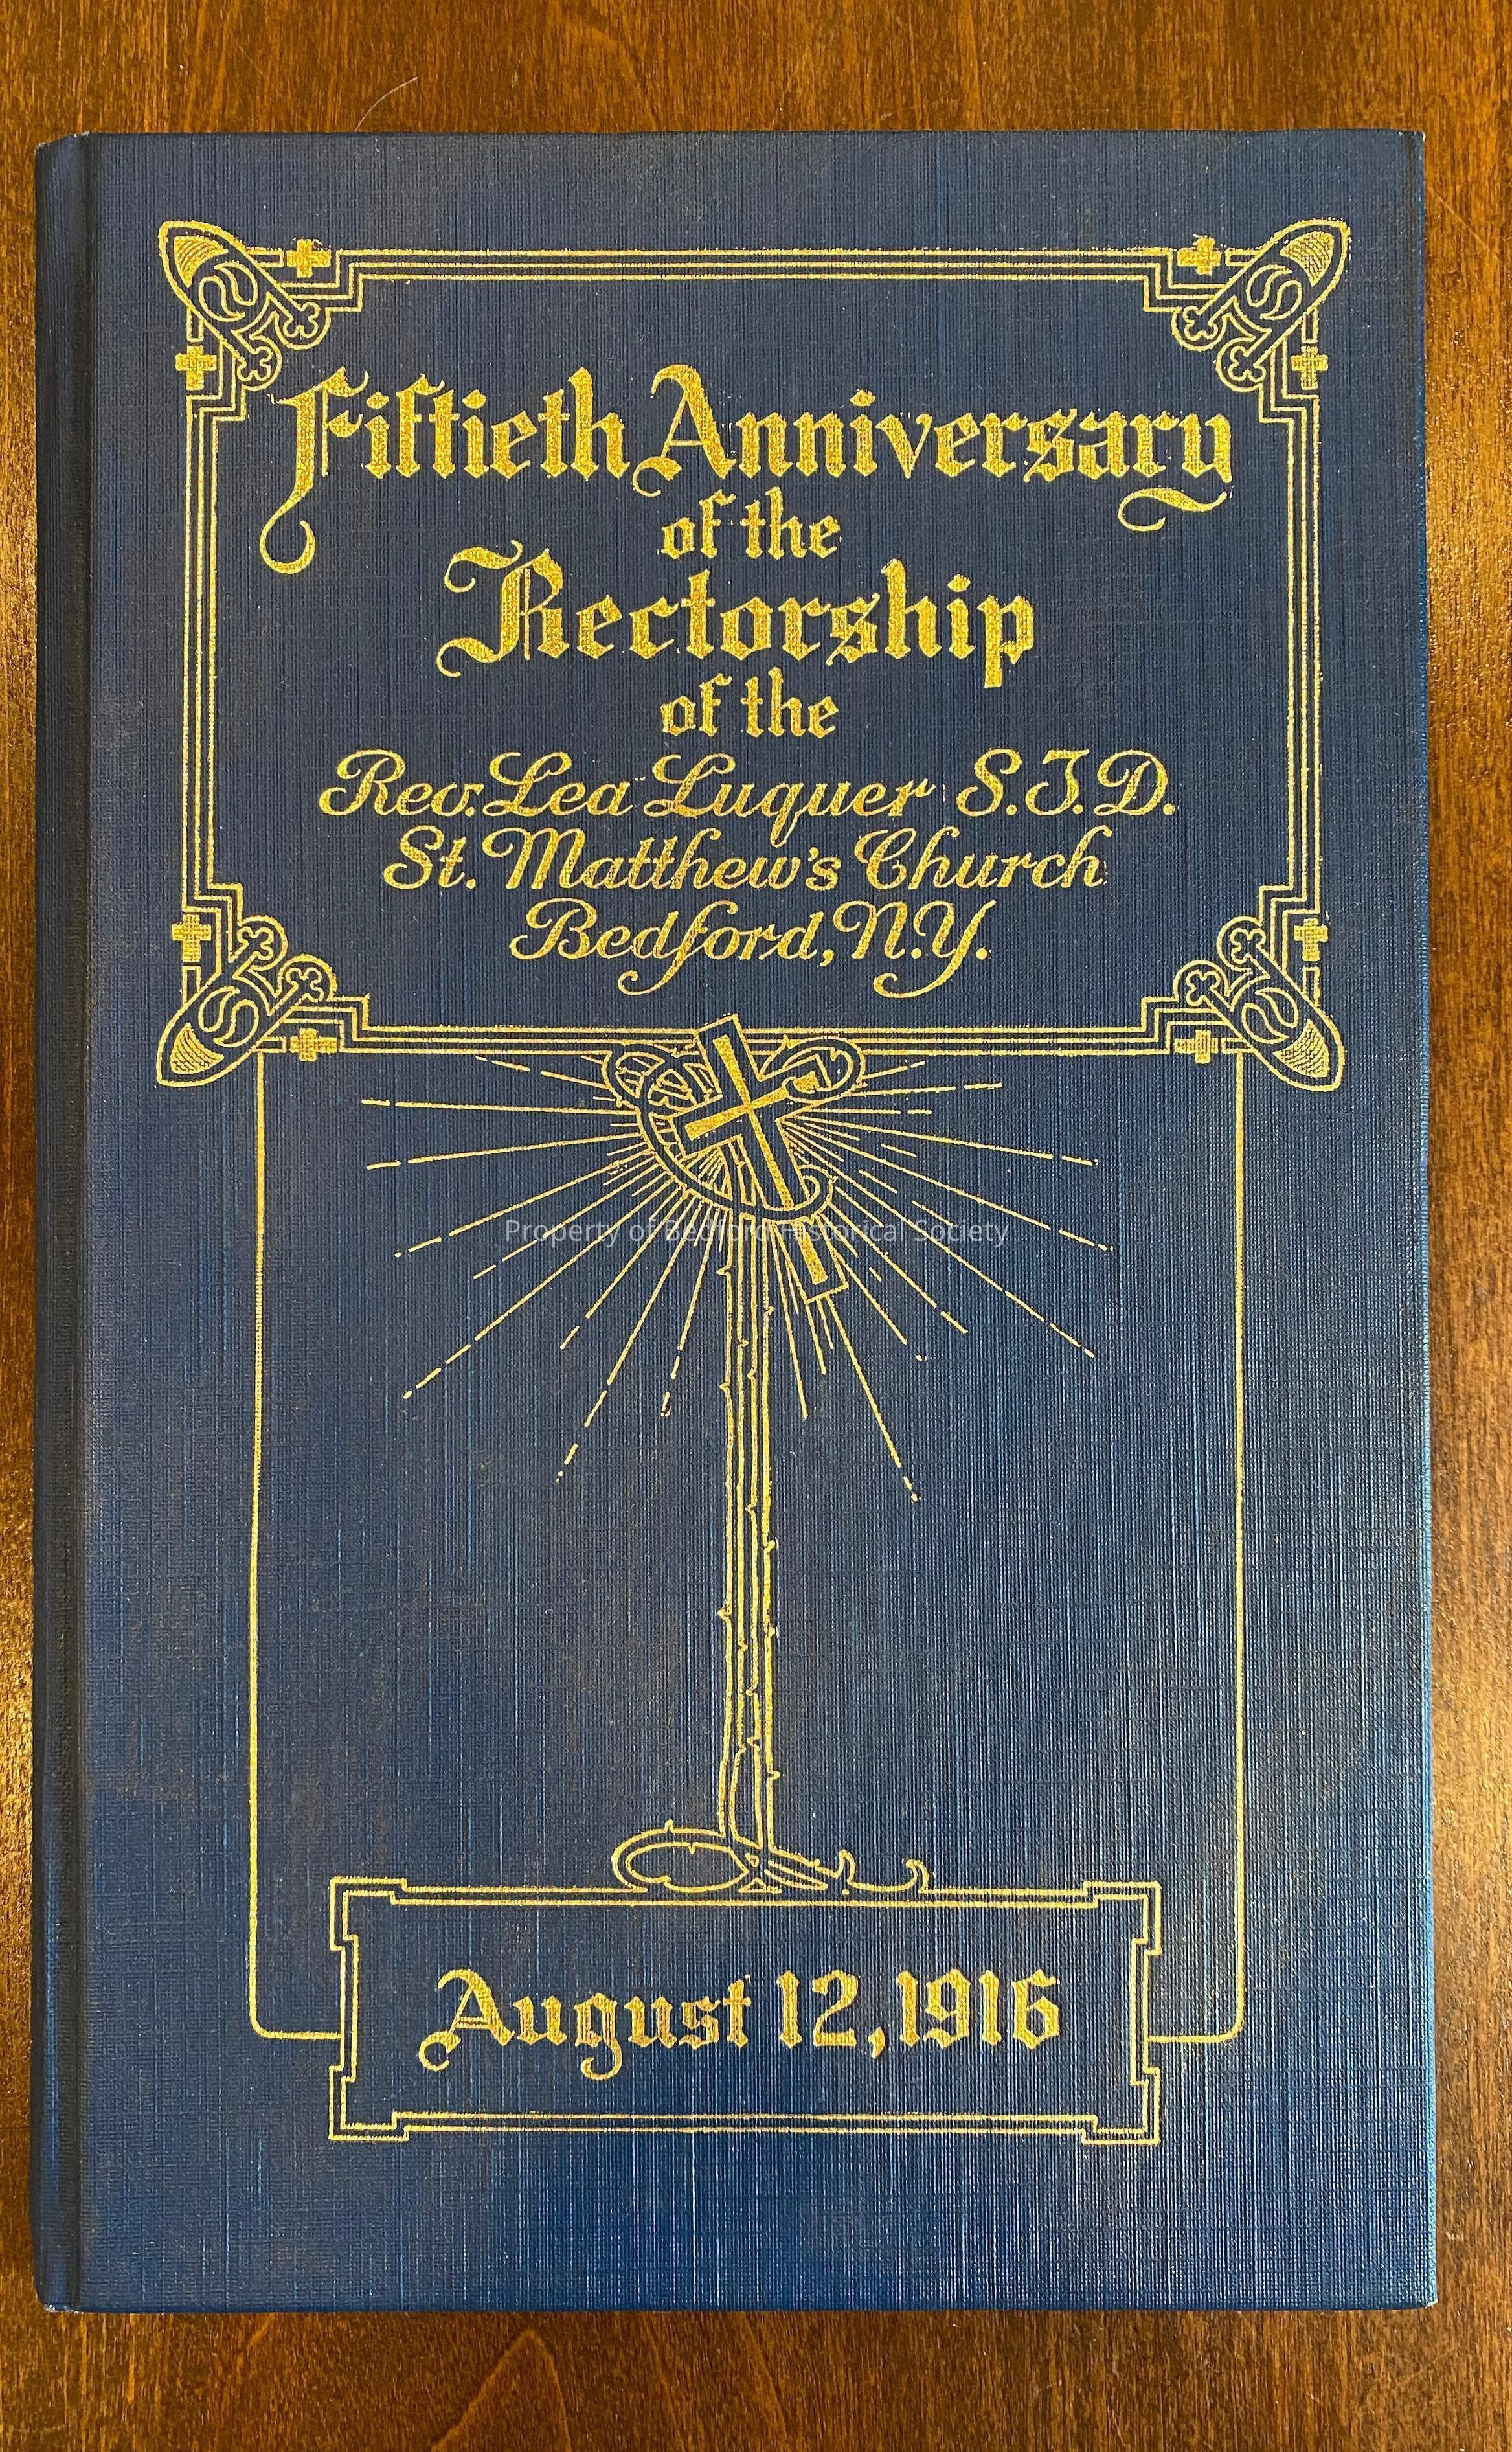 Fiftieth Anniversary
of the
Rectorship
of the
Rev. Lea Luquer S.T.D.
St. Matthew's Church
Bedford, N.Y.
Property of Bedford Historical Society
August 12, 1916